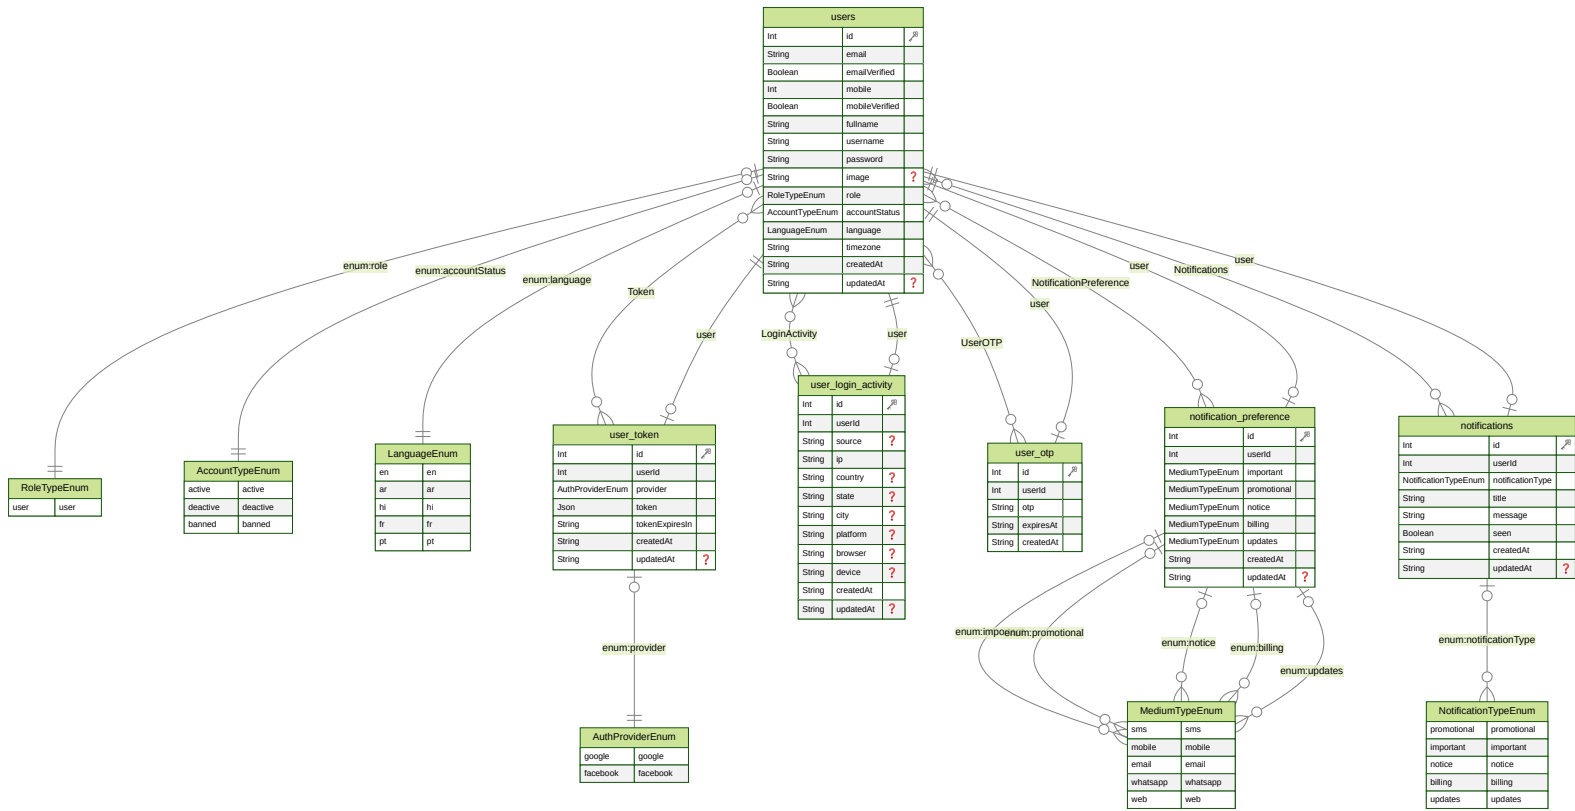 users
Int id
String email
Boolean emailVerified
Int mobile
Boolean mobileVerified
String fullname
String username
String password
String image ?
RoleTypeEnum role
AccountTypeEnum accountStatus
LanguageEnum language
String timezone
String createdAt
String updatedAt ?
enum:role
enum:accountStatus
enum:language
Token
user
LoginActivity
user
UserOTP
user
NotificationPreference
user
Notifications
user
RoleTypeEnum
user user
AccountTypeEnum
active active
deactive deactive
banned banned
LanguageEnum
en en
ar ar
hi hi
fr fr
pt pt
user_token
Int id
Int userId
AuthProviderEnum provider
Json token
String tokenExpiresIn
String createdAt
String updatedAt ?
user_login_activity
Int id
Int userId
String source ?
String ip
String country ?
String state ?
String city ?
String platform ?
String browser ?
String device ?
String createdAt
String updatedAt ?
user_otp
Int id
Int userId
String otp
String expiresAt
String createdAt
notification_preference
Int id
Int userId
MediumTypeEnum important
MediumTypeEnum promotional
MediumTypeEnum notice
MediumTypeEnum billing
MediumTypeEnum updates
String createdAt
String updatedAt ?
notifications
Int id
Int userId
NotificationTypeEnum notificationType
String title
String message
Boolean seen
String createdAt
String updatedAt ?
enum:provider
enum:promotional
enum:notice
enum:billing
enum:updates
enum:notificationType
AuthProviderEnum
google google
facebook facebook
MediumTypeEnum
sms sms
mobile mobile
email email
whatsapp whatsapp
web web
NotificationTypeEnum
promotional promotional
important important
notice notice
billing billing
updates updates